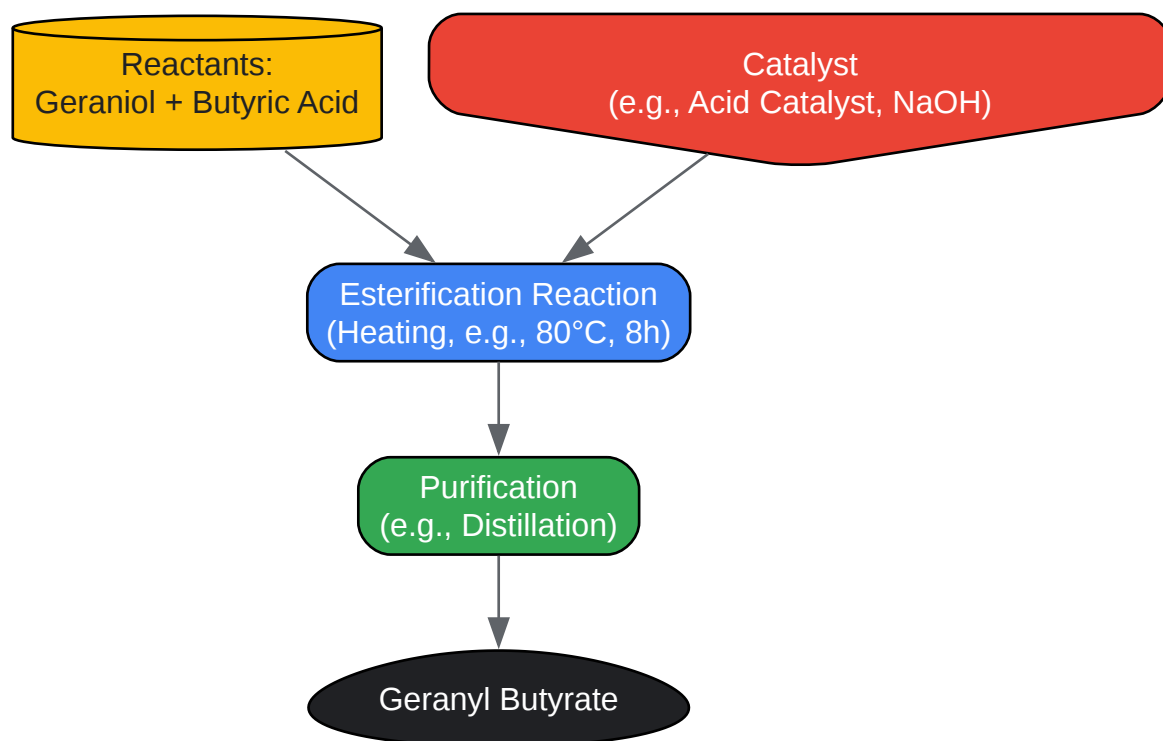 Reactants:
Geraniol + Butyric Acid
Catalyst
(e.g., Acid Catalyst, NaOH)
Esterification Reaction
(Heating, e.g., 80°C, 8h)
Purification
(e.g., Distillation)
Geranyl Butyrate